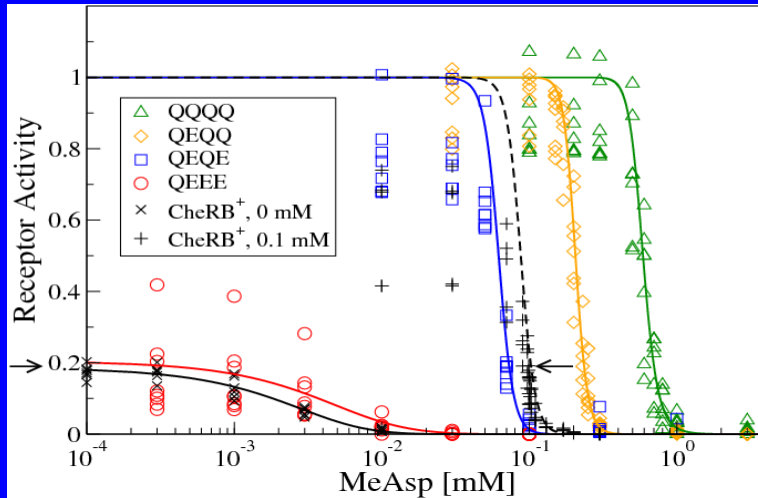 Receptor Activity
1
0.8
0.6
0.4
0.2
0
QQQQ
QEQQ
QEQE
QEEE
CheRB⁺, 0 mM
CheRB⁺, 0.1 mM
10⁻⁴
10⁻³
10⁻²
10⁻¹
10⁰
MeAsp [mM]